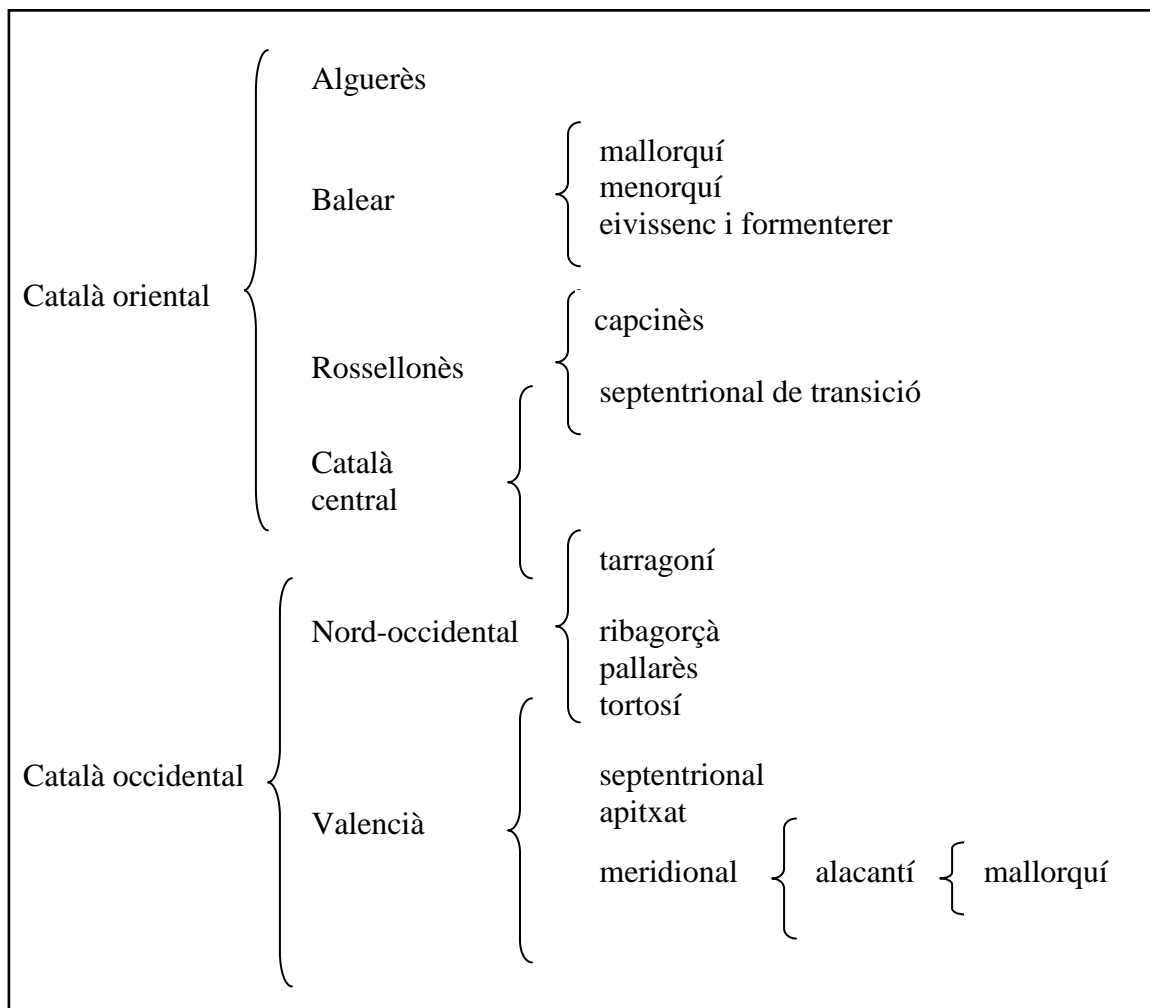 Alguerès
mallorquí
menorquí
Balear
eivissenc i formenterer
Català oriental
capcinès
Rossellonès
septentrional de transició
Català
central
tarragoní
Nord-occidental
ribagorçà
pallarès
tortosí
Català occidental
septentrional
apitxat
Valencià
meridional alacantí mallorquí